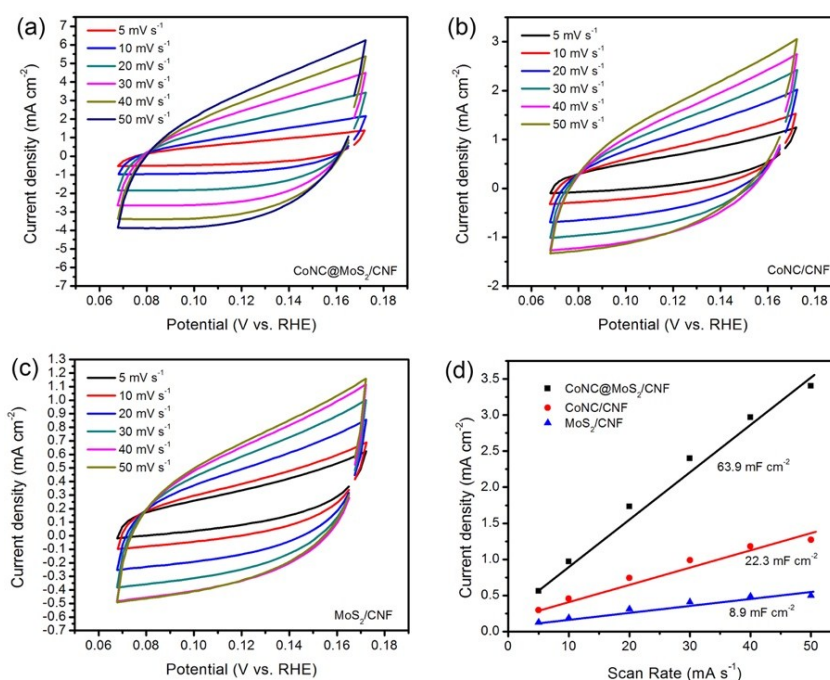 (a)
5 mV s⁻¹
10 mV s⁻¹
20 mV s⁻¹
30 mV s⁻¹
40 mV s⁻¹
50 mV s⁻¹
7
6
5
4
3
2
1
0
-1
-2
-3
-4
-5
-6
-7
Current density (mA cm⁻²)
CoNC@MoS₂/CNF
0.06 0.08 0.10 0.12 0.14 0.16 0.18
Potential (V vs. RHE)
(b)
5 mV s⁻¹
10 mV s⁻¹
20 mV s⁻¹
30 mV s⁻¹
40 mV s⁻¹
50 mV s⁻¹
3
2
1
0
-1
-2
Current density (mA cm⁻²)
CoNC/CNF
0.06 0.08 0.10 0.12 0.14 0.16 0.18
Potential (V vs. RHE)
(c)
5 mV s⁻¹
10 mV s⁻¹
20 mV s⁻¹
30 mV s⁻¹
40 mV s⁻¹
50 mV s⁻¹
1.3
1.2
1.1
1.0
0.9
0.8
0.7
0.6
0.5
0.4
0.3
0.2
0.1
0.0
-0.1
-0.2
-0.3
-0.4
-0.5
-0.6
-0.7
Current density (mA cm⁻²)
MoS₂/CNF
0.06 0.08 0.10 0.12 0.14 0.16 0.18
Potential (V vs. RHE)
(d)
CoNC@MoS₂/CNF
CoNC/CNF
MoS₂/CNF
3.5
3.0
2.5
2.0
1.5
1.0
0.5
0.0
Current density (mA cm⁻²)
63.9 mF cm⁻²
22.3 mF cm⁻²
8.9 mF cm⁻²
0 10 20 30 40 50
Scan Rate (mA s⁻¹)